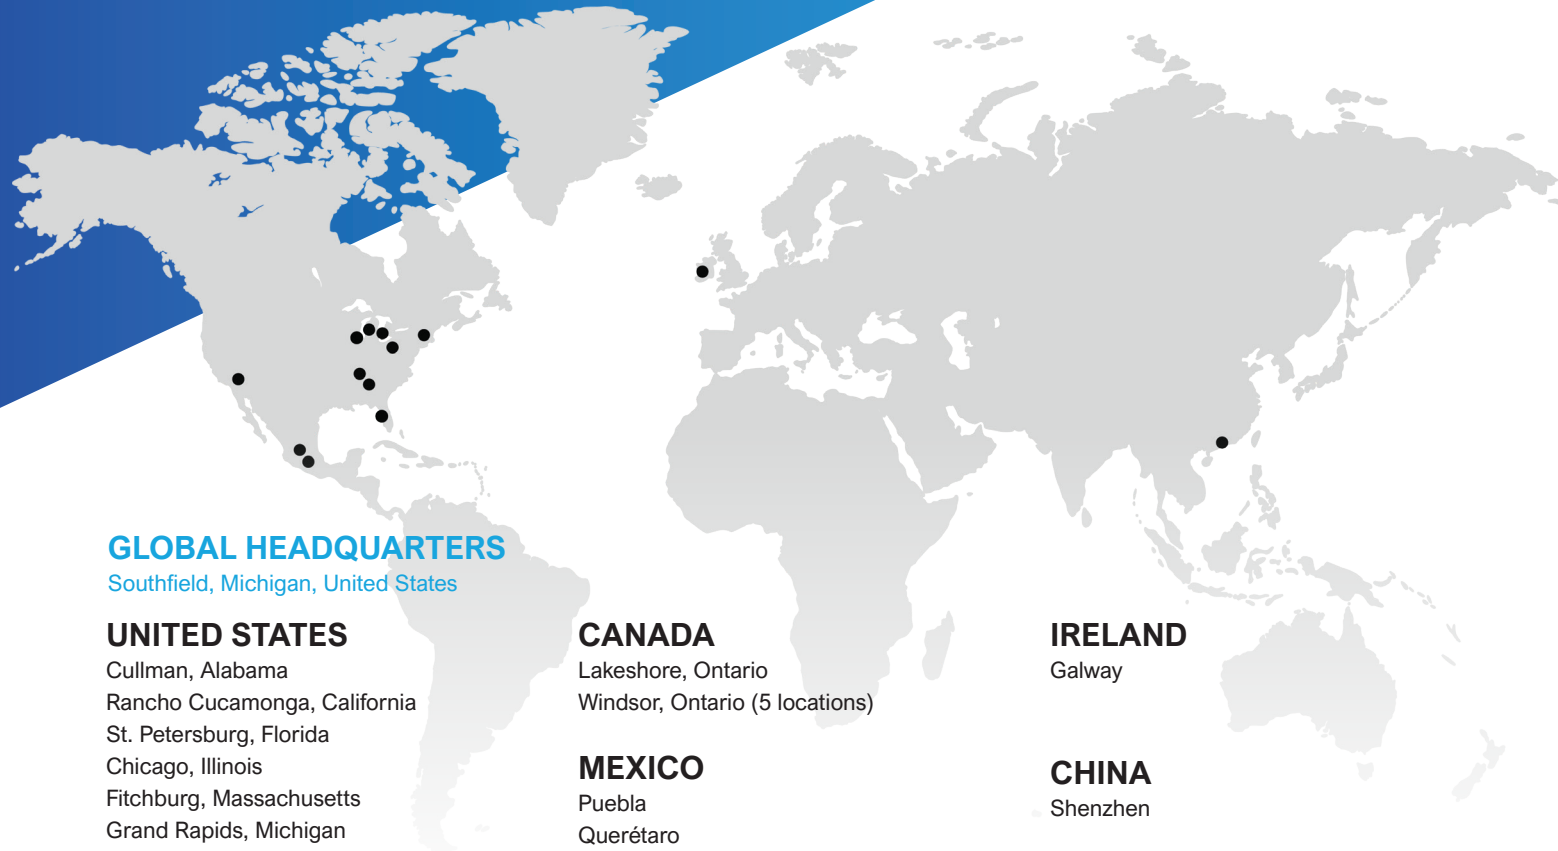 GLOBAL HEADQUARTERS
Southfield, Michigan, United States
UNITED STATES
Cullman, Alabama
Rancho Cucamonga, California
St. Petersburg, Florida
Chicago, Illinois
Fitchburg, Massachusetts
Grand Rapids, Michigan
CANADA
Lakeshore, Ontario
Windsor, Ontario (5 locations)
MEXICO
Puebla
Querétaro
IRELAND
Galway
CHINA
Shenzhen